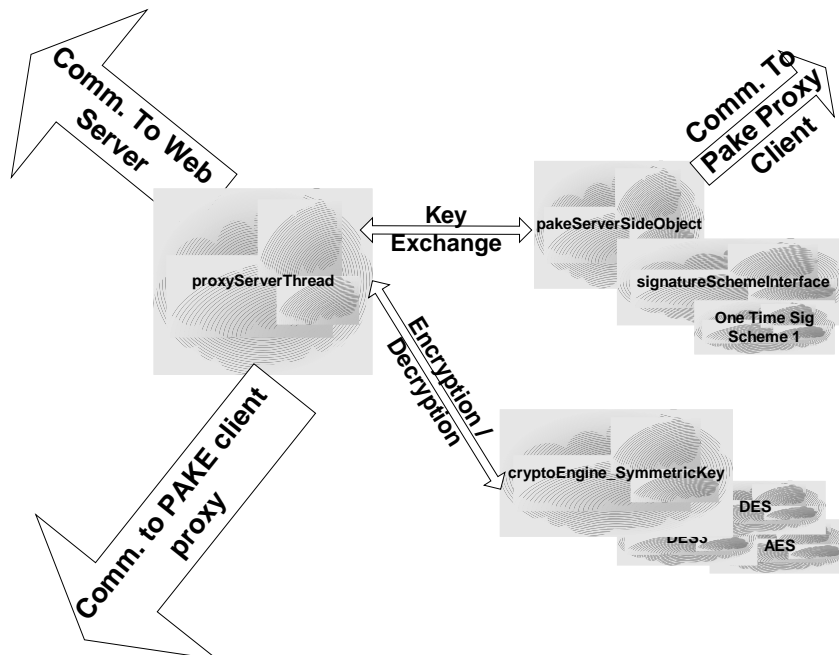 Comm. To Web
Server
Comm. To
Pake Proxy
Client
Key
Exchange
pakeServerSideObject
proxyServerThread
signatureSchemeInterface
One Time Sig
Scheme 1
Encryption /
Decryption
cryptoEngine_SymmetricKey
DES
DES3
AES
Comm. to PAKE client
proxy